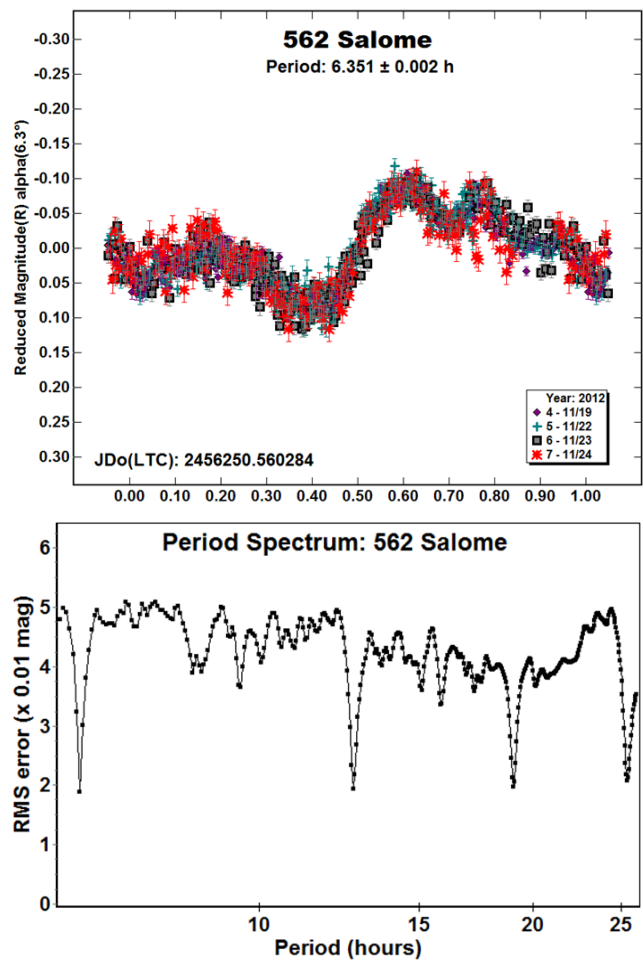 562 Salome
Period: 6.351 ± 0.002 h
Reduced Magnitude(R) alpha(6.3°)
-0.30
-0.25
-0.20
-0.15
-0.10
-0.05
0.00
0.05
0.10
0.15
0.20
0.25
0.30
Year: 2012
4 - 11/19
5 - 11/22
6 - 11/23
7 - 11/24
JDo(LTC): 2456250.560284
0.00 0.10 0.20 0.30 0.40 0.50 0.60 0.70 0.80 0.90 1.00
Period Spectrum: 562 Salome
RMS error (x 0.01 mag)
6
5
4
3
2
1
0
10 15 20 25
Period (hours)